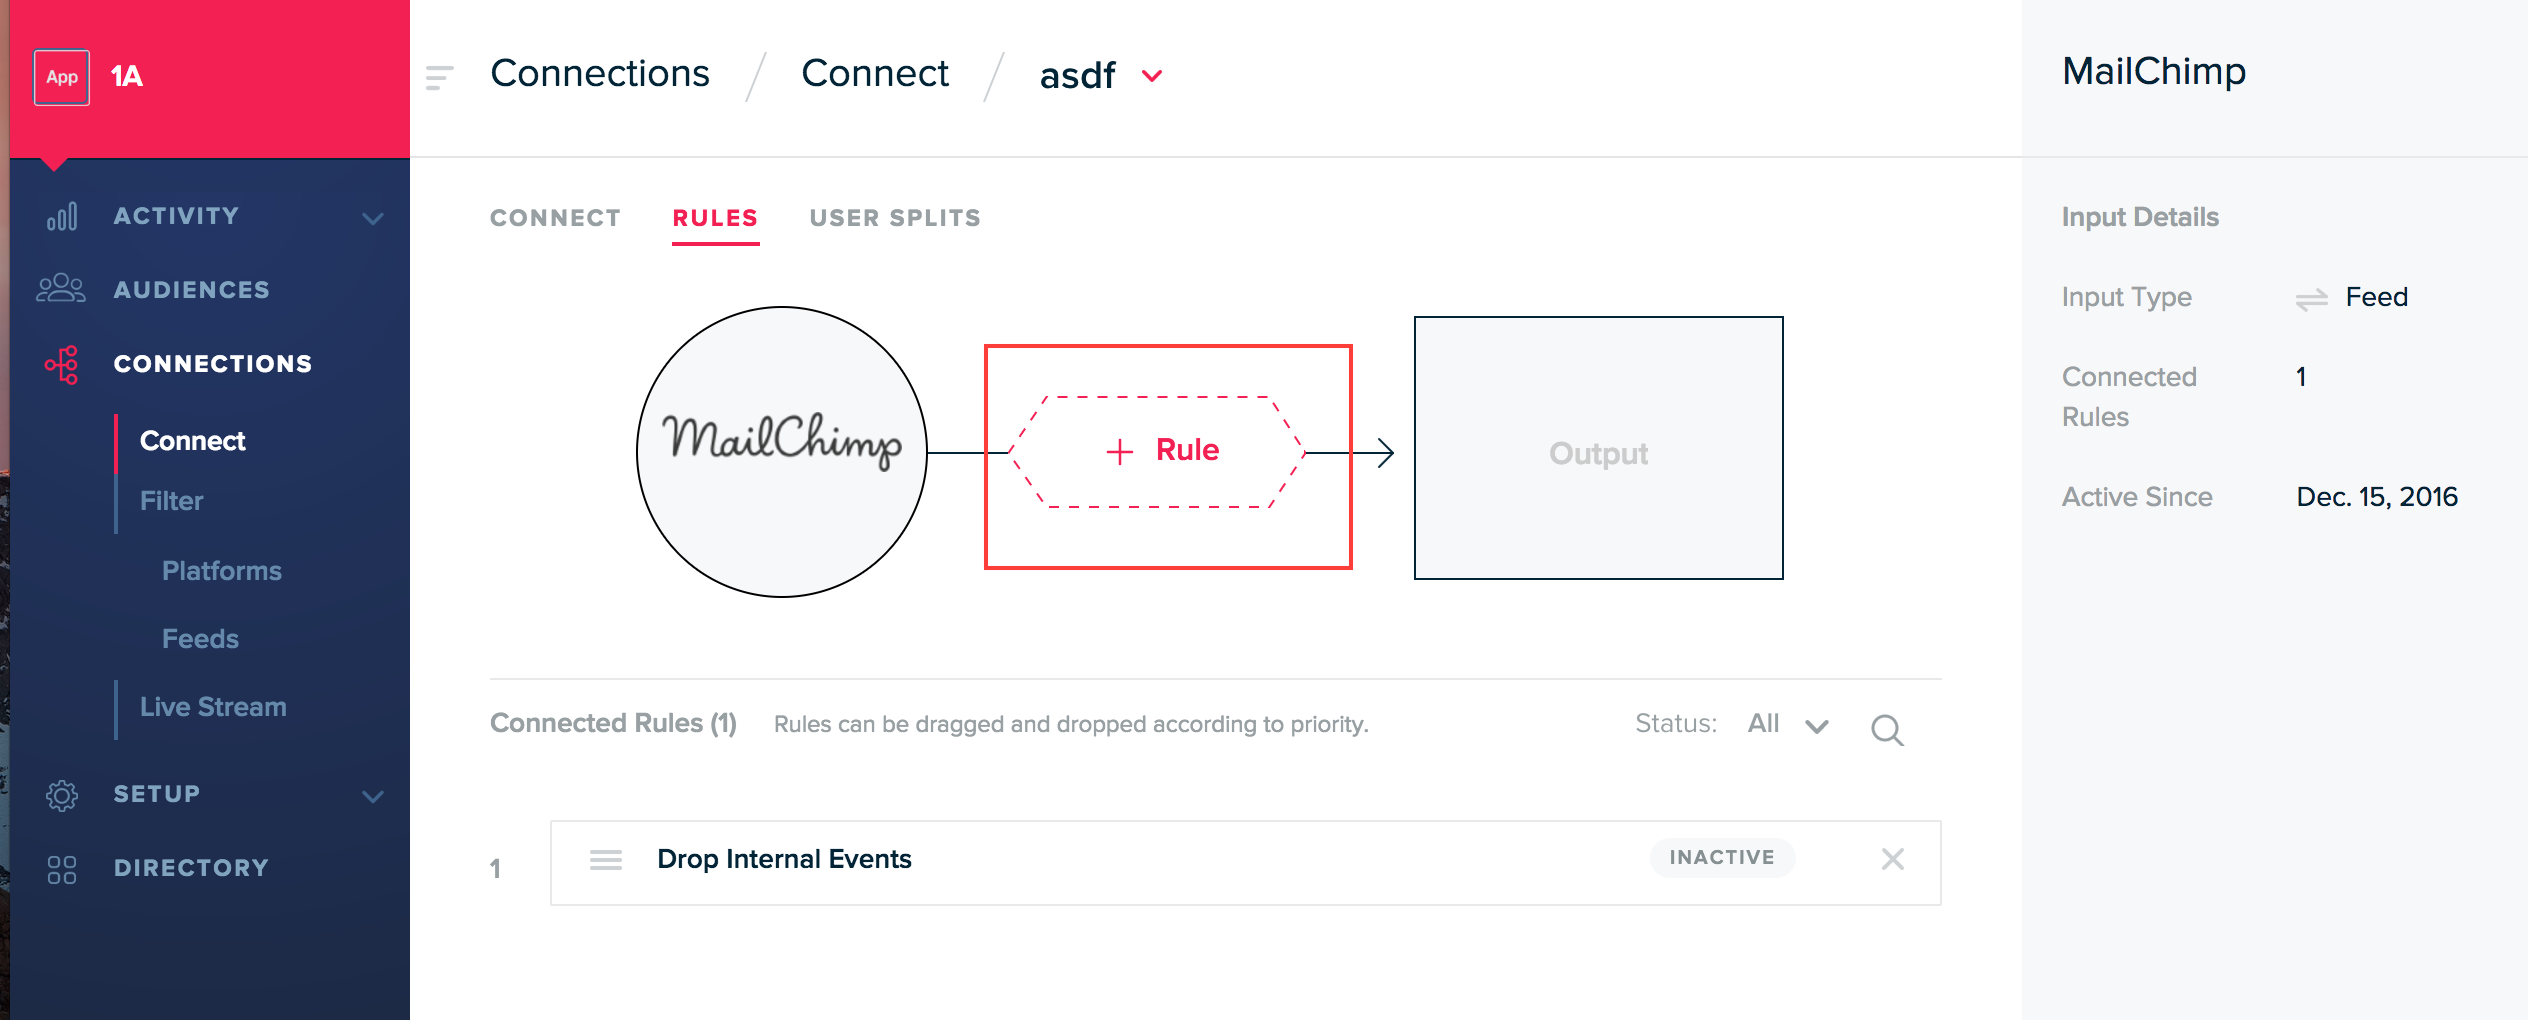 App 1A
ACTIVITY
AUDIENCES
CONNECTIONS
Connect
Filter
Platforms
Feeds
Live Stream
SETUP
DIRECTORY
Connections / Connect / asdf
CONNECT RULES USER SPLITS
MailChimp
+ Rule
Output
Connected Rules (1) Rules can be dragged and dropped according to priority. Status: All
1 Drop Internal Events INACTIVE
MailChimp
Input Details
Input Type Feed
Connected 1
Rules
Active Since Dec. 15, 2016